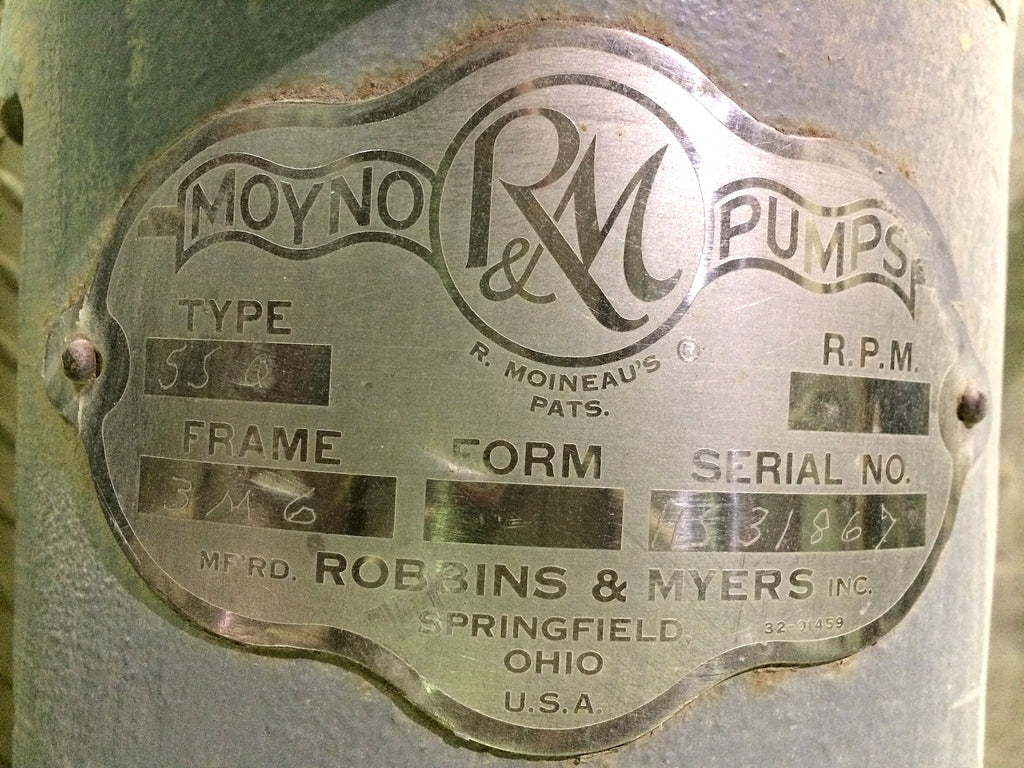 MOYNO R&M PUMPS
R. MOINEAU'S ®
PATS.
TYPE
SSQ
R.P.M.
FRAME
3M6
FORM
-
SERIAL NO.
MF'RD. ROBBINS & MYERS INC.
SPRINGFIELD,
32-01459
OHIO
U.S.A.